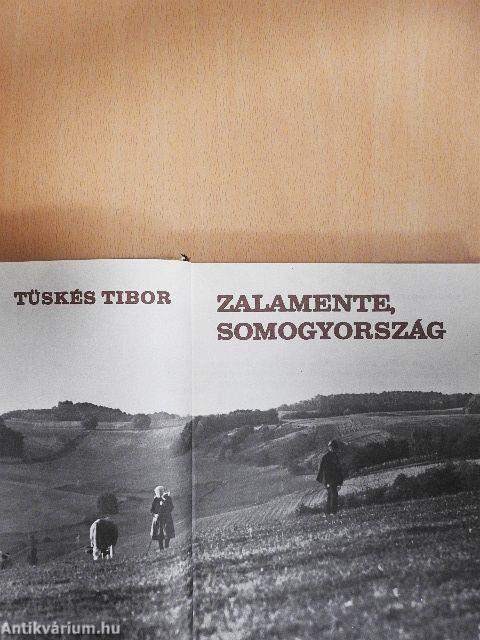 TÜSKÉS TIBOR
ZALAMENTE,
SOMOGYORSZÁG
Antikvárium.hu